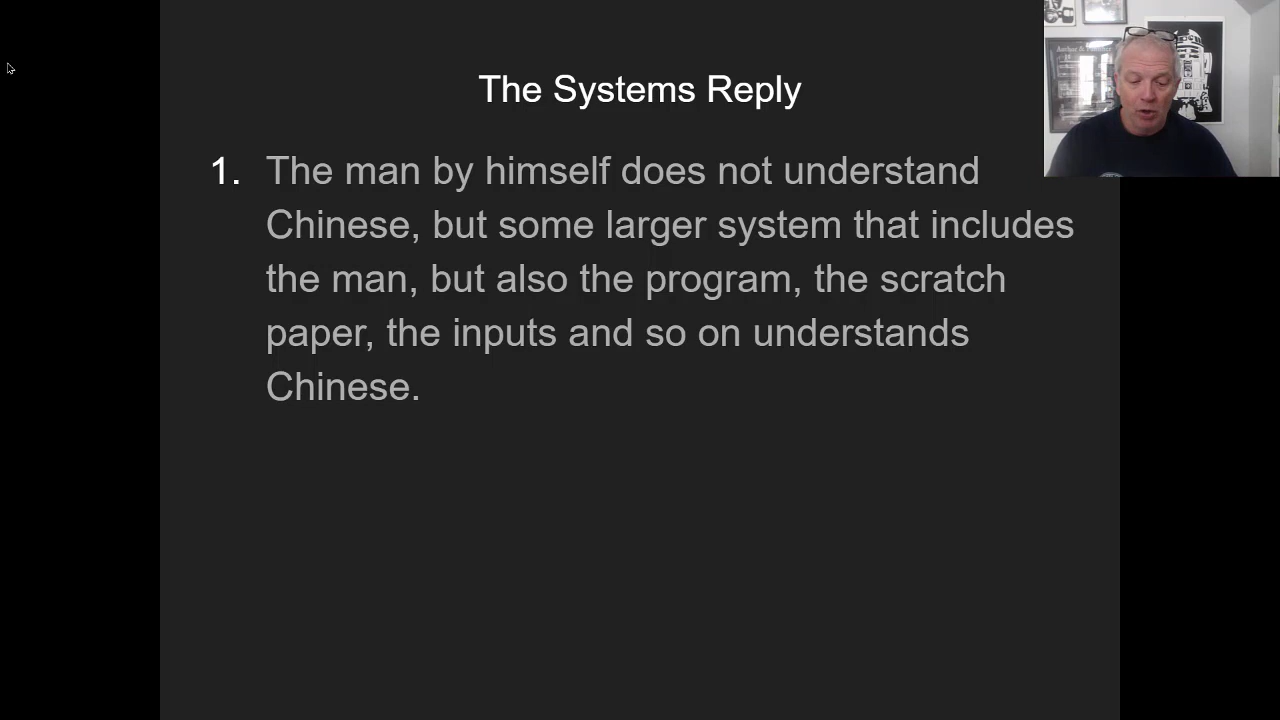 The Systems Reply
1. The man by himself does not understand
Chinese, but some larger system that includes
the man, but also the program, the scratch
paper, the inputs and so on understands
Chinese.